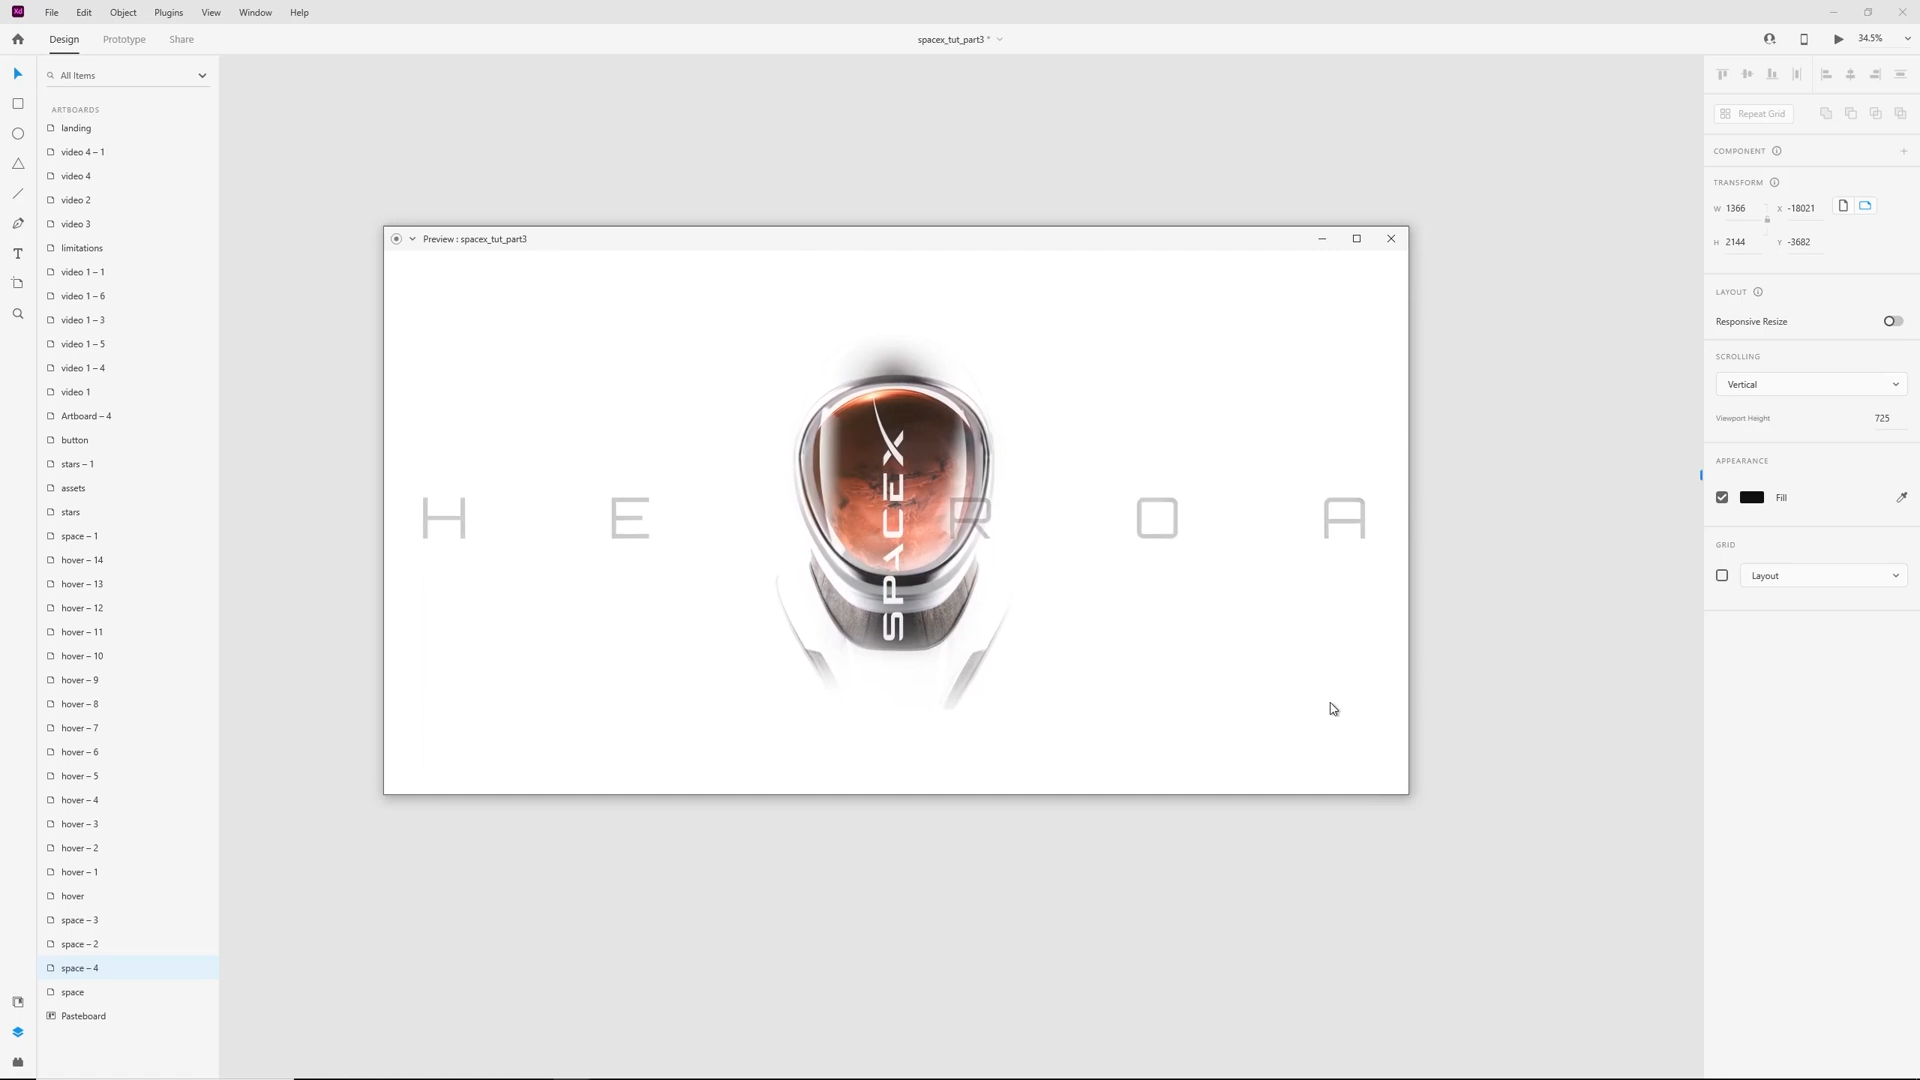 Xd File Edit Object Plugins View Window Help
Design Prototype Share spacex_tut_part3 * 34.5%
All Items
ARTBOARDS
landing
video 4 – 1
video 4
video 2
video 3
limitations
video 1 – 1
video 1 – 6
video 1 – 3
video 1 – 5
video 1 – 4
video 1
Artboard – 4
button
stars – 1
assets
stars
space – 1
hover – 14
hover – 13
hover – 12
hover – 11
hover – 10
hover – 9
hover – 8
hover – 7
hover – 6
hover – 5
hover – 4
hover – 3
hover – 2
hover – 1
hover
space – 3
space – 2
space – 4
space
Pasteboard
Preview : spacex_tut_part3
H E R O A
SPACEX
Repeat Grid
COMPONENT
TRANSFORM
W 1366 X -18021
H 2144 Y -3682
LAYOUT
Responsive Resize
SCROLLING
Vertical
Viewport Height 725
APPEARANCE
Fill
GRID
Layout